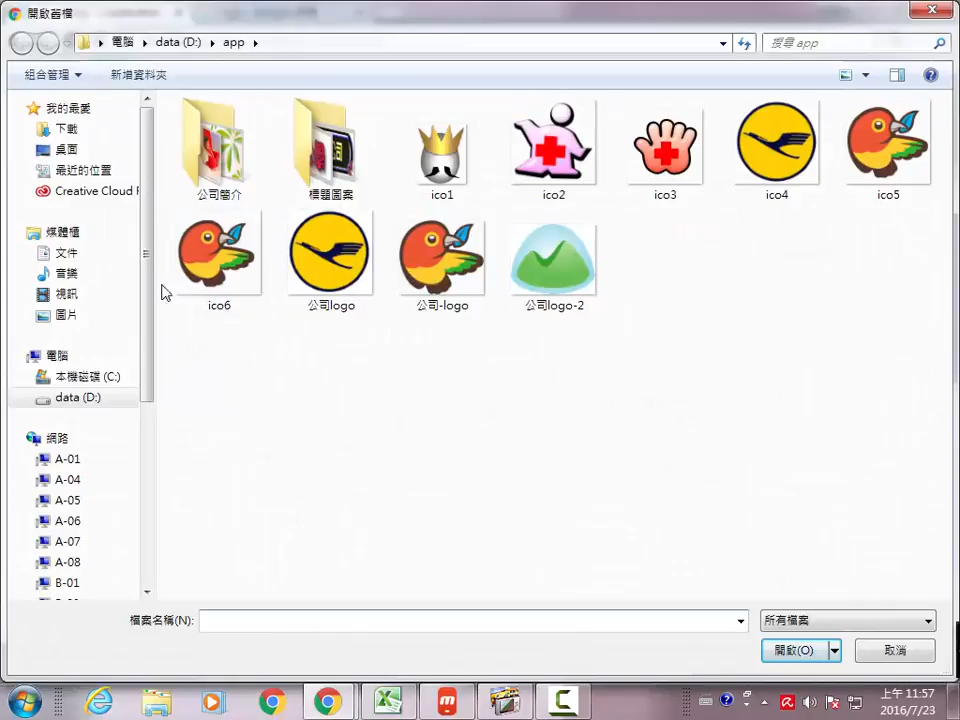 開啟舊檔
電腦 data (D:) app
搜尋 app
組合管理 新增資料夾
我的最愛
下載
桌面
最近的位置
Creative Cloud F
媒體櫃
文件
音樂
視訊
圖片
電腦
本機磁碟 (C:)
data (D:)
網路
A-01
A-04
A-05
A-06
A-07
A-08
B-01
公司簡介 標題圖案 ico1 ico2 ico3 ico4 ico5
ico6 公司logo 公司-logo 公司logo-2
檔案名稱(N): 所有檔案
開啟(O) 取消
上午 11:57
2016/7/23